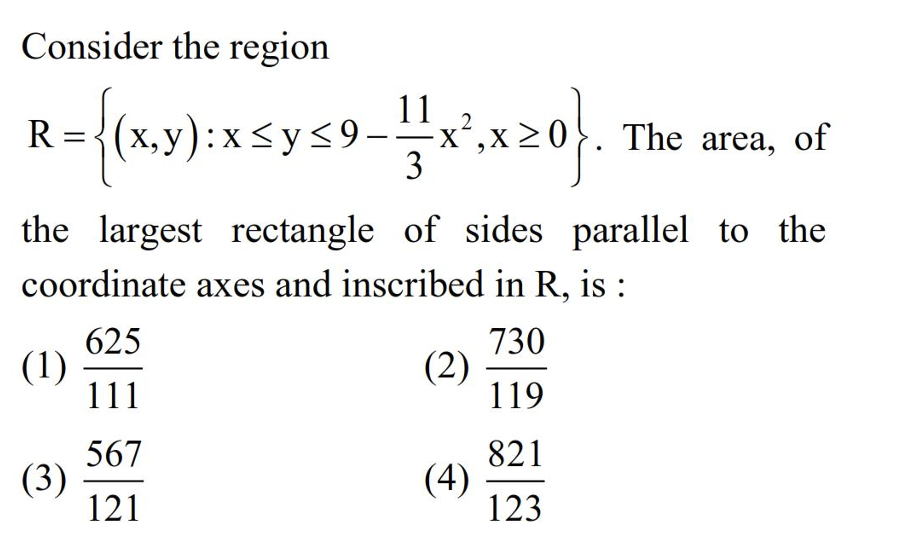 Consider the region
R = {(x,y) : x ≤ y ≤ 9 − 11/3 x², x ≥ 0}. The area, of
the largest rectangle of sides parallel to the
coordinate axes and inscribed in R, is :
(1) 625/111 (2) 730/119
(3) 567/121 (4) 821/123